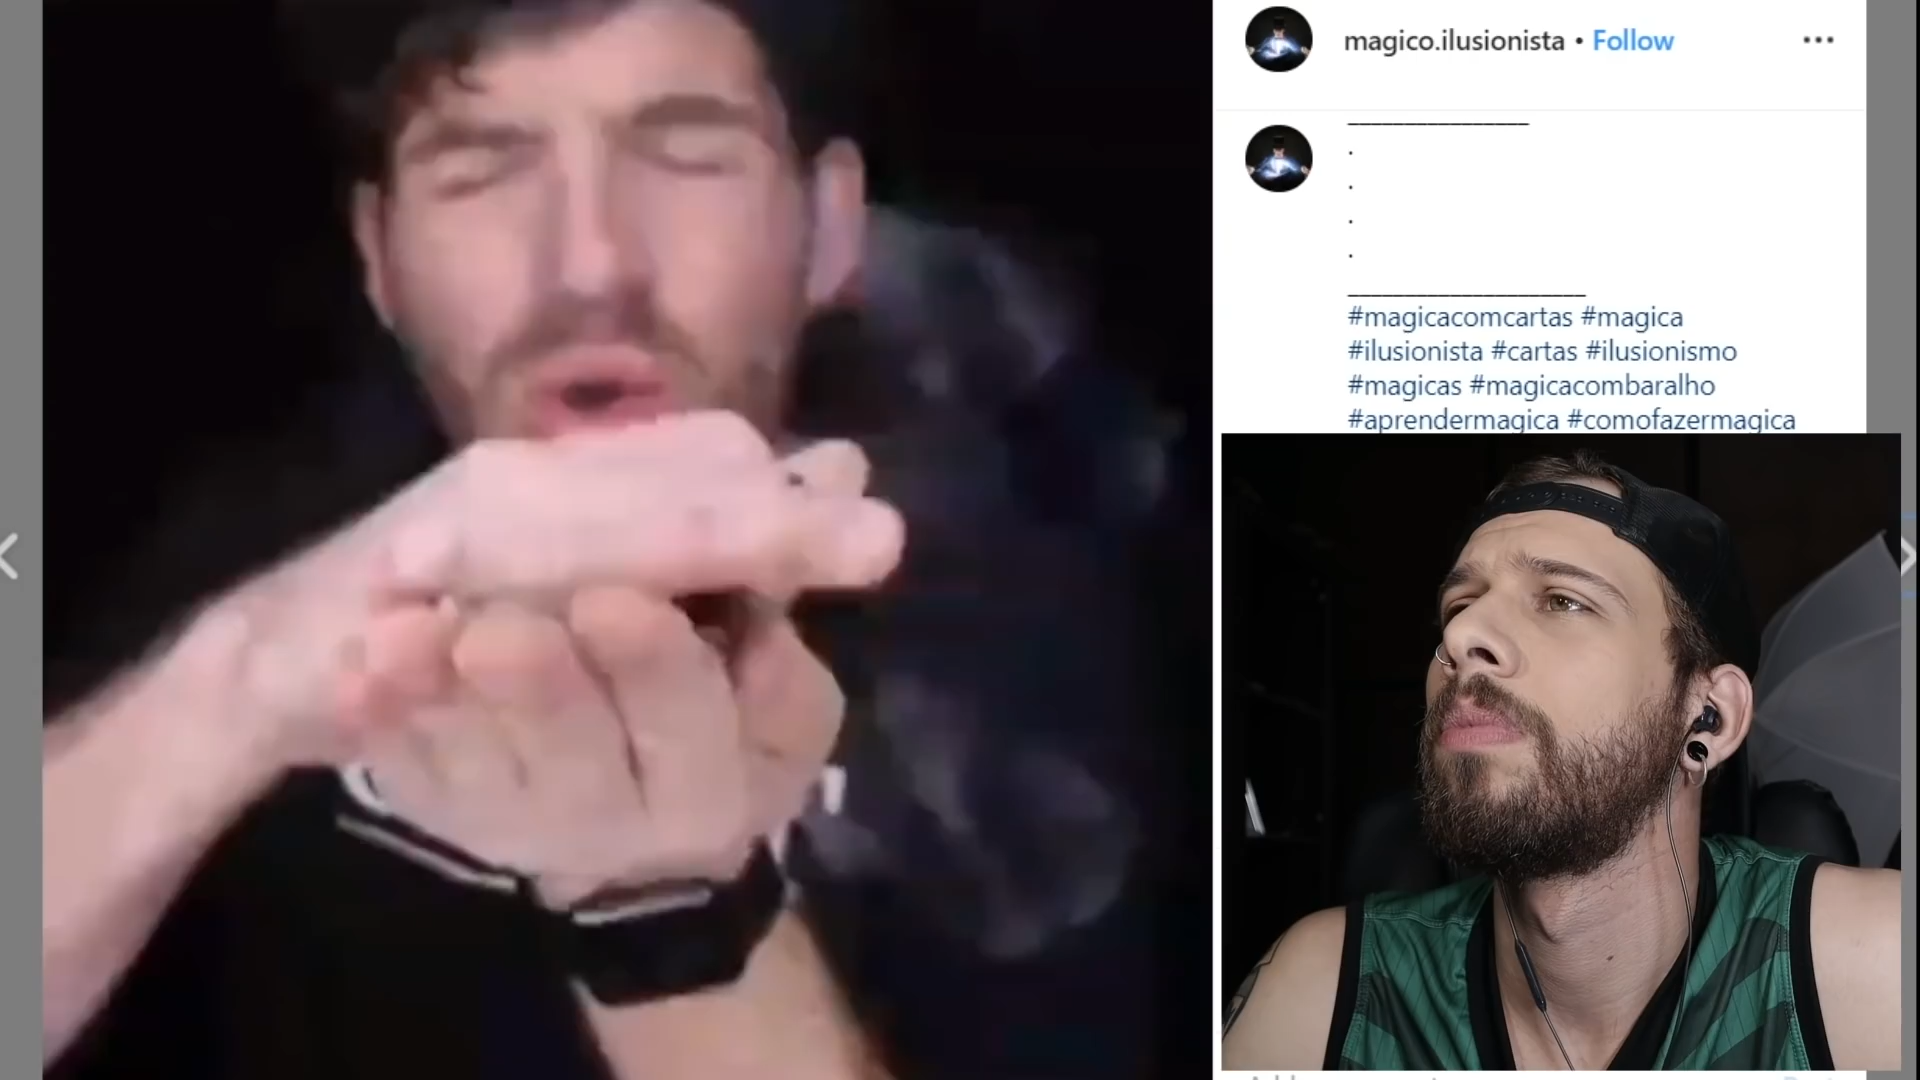 magico.ilusionista • Follow
#magicacomcartas #magica
#ilusionista #cartas #ilusionismo
#magicas #magicacombaralho
#aprendermagica #comofazermagica